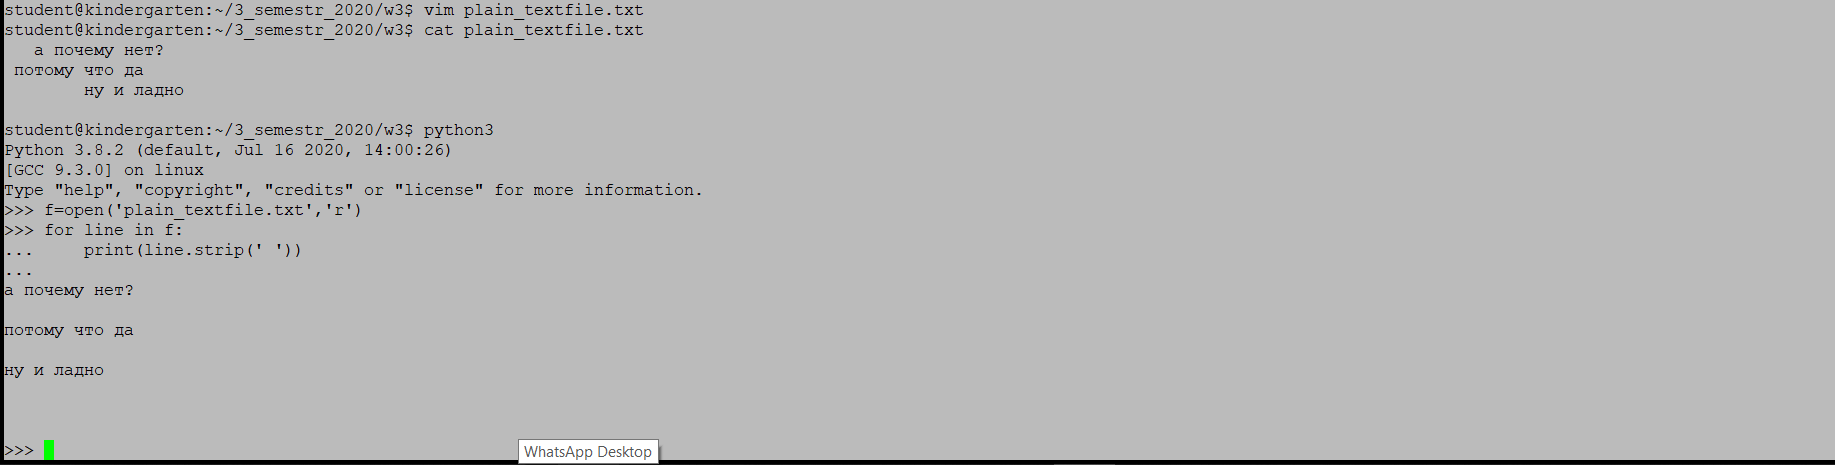 student@kindergarten:~/3_semestr_2020/w3$ vim plain_textfile.txt
student@kindergarten:~/3_semestr_2020/w3$ cat plain_textfile.txt
   а почему нет?
 потому что да
        ну и ладно

student@kindergarten:~/3_semestr_2020/w3$ python3
Python 3.8.2 (default, Jul 16 2020, 14:00:26)
[GCC 9.3.0] on linux
Type "help", "copyright", "credits" or "license" for more information.
>>> f=open('plain_textfile.txt','r')
>>> for line in f:
...     print(line.strip(' '))
...
а почему нет?

потому что да

ну и ладно



>>>
WhatsApp Desktop